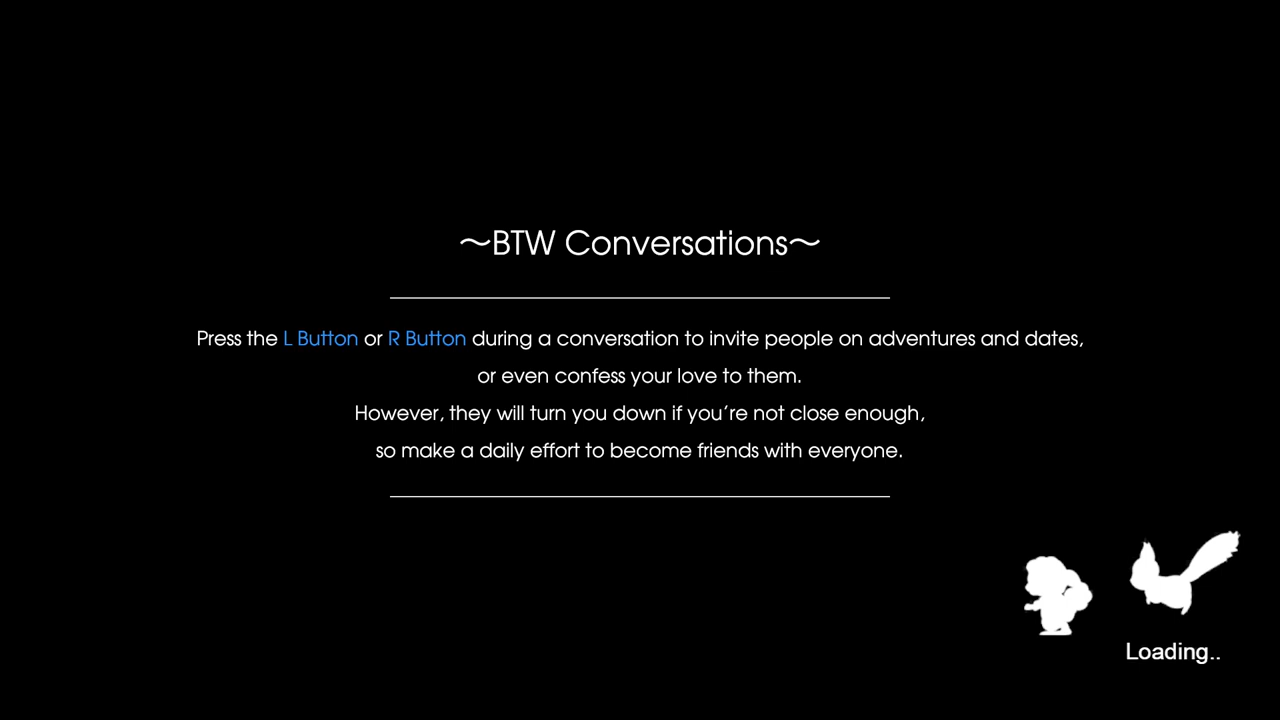 ～BTW Conversations～
Press the L Button or R Button during a conversation to invite people on adventures and dates,
or even confess your love to them.
However, they will turn you down if you’re not close enough,
so make a daily effort to become friends with everyone.
Loading..